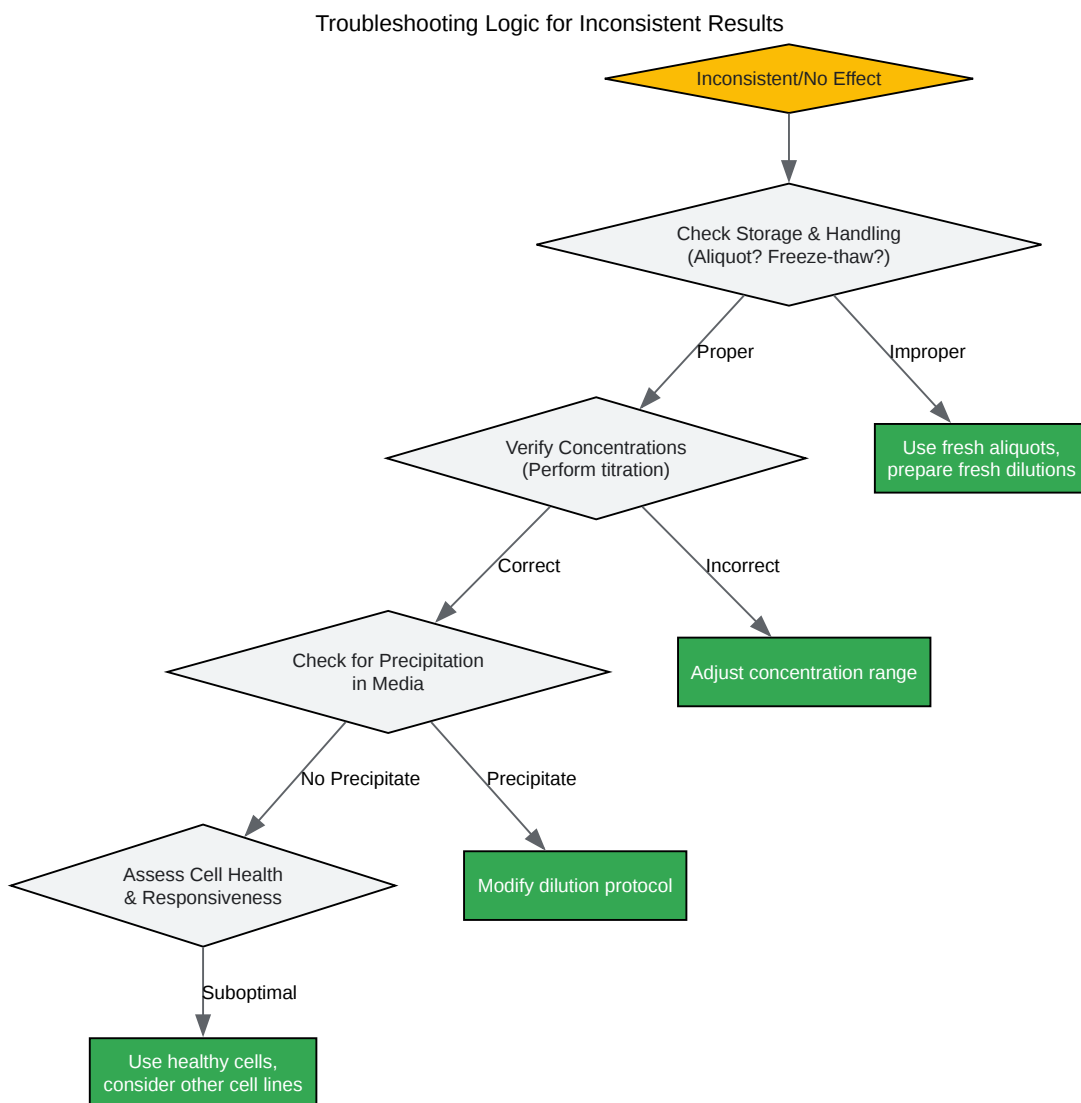 Troubleshooting Logic for Inconsistent Results
Inconsistent/No Effect
Check Storage & Handling
(Aliquot? Freeze-thaw?)
Proper
Improper
Verify Concentrations
(Perform titration)
Use fresh aliquots,
prepare fresh dilutions
Correct
Incorrect
Check for Precipitation
in Media
Adjust concentration range
No Precipitate
Precipitate
Assess Cell Health
& Responsiveness
Modify dilution protocol
Suboptimal
Use healthy cells,
consider other cell lines